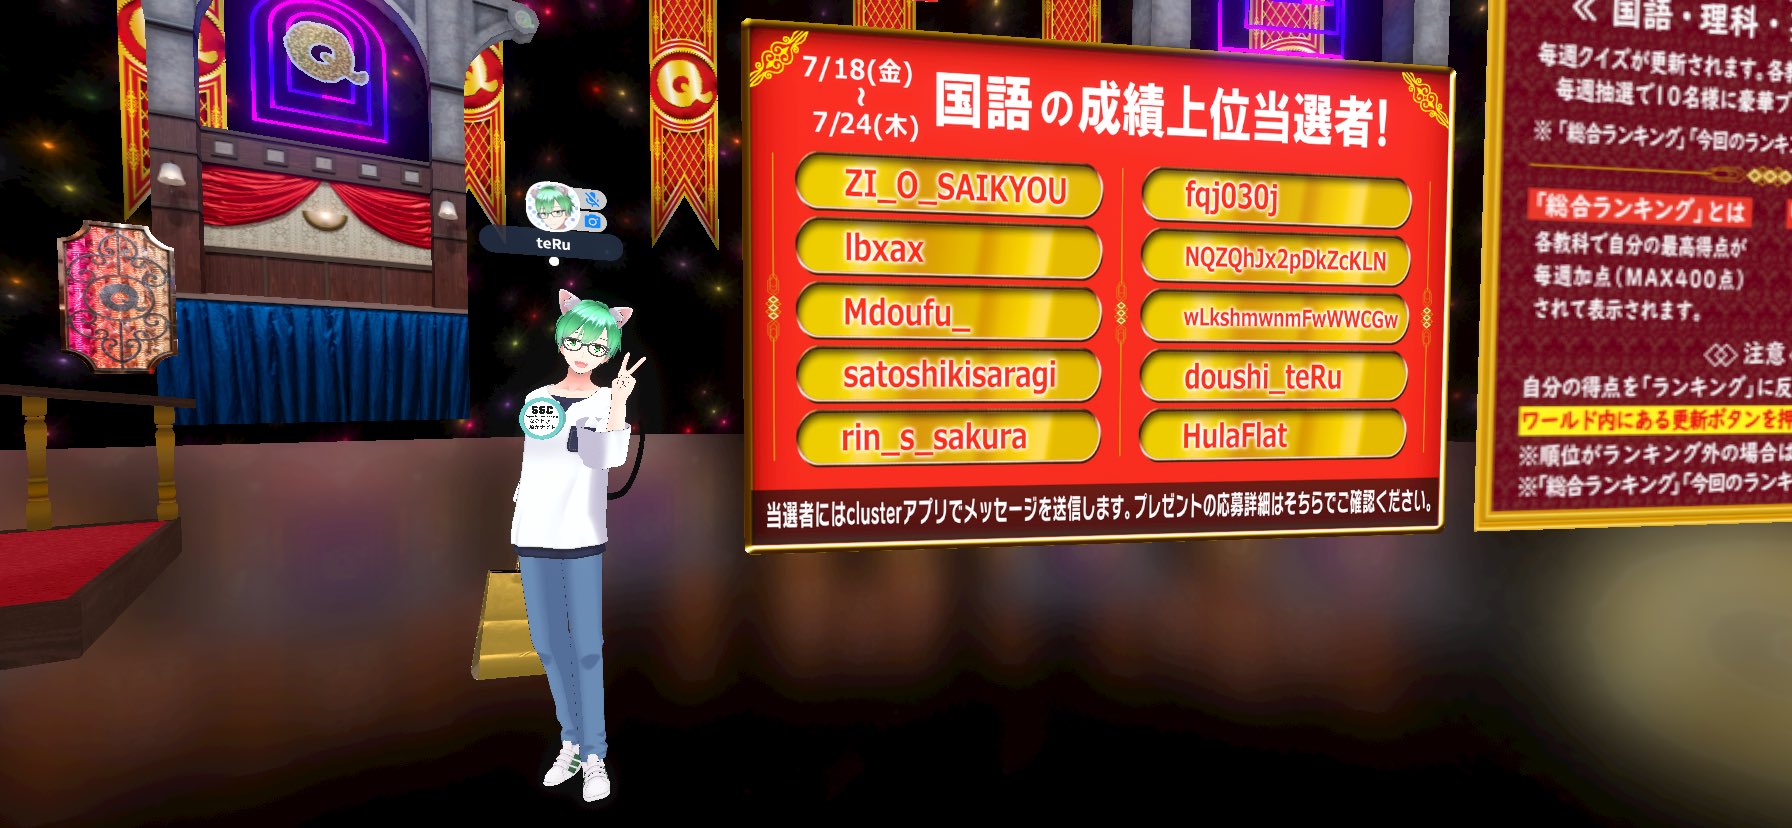 teRu
SSC
7/18(金)
~
7/24(木)
国語の成績上位当選者!
ZI_O_SAIKYOU
lbxax
Mdoufu_
satoshikisaragi
rin_s_sakura
fqj030j
NQZQhJx2pDkZcKLN
wLkshmwnmFwWWCGw
doushi_teRu
HulaFlat
当選者にはclusterアプリでメッセージを送信します。プレゼントの応募詳細はそちらでご確認ください。
≪ 国語・理科・
毎週クイズが更新されます。各
毎週抽選で10名様に豪華
※「総合ランキング」「今回のランキ
「総合ランキング」とは
各教科で自分の最高得点が
毎週加点(MAX400点)
されて表示されます。
注意
自分の得点を「ランキング」に反
ワールド内にある更新ボタンを押
※順位がランキング外の場合は
※「総合ランキング」「今回のランキ
Q
Q